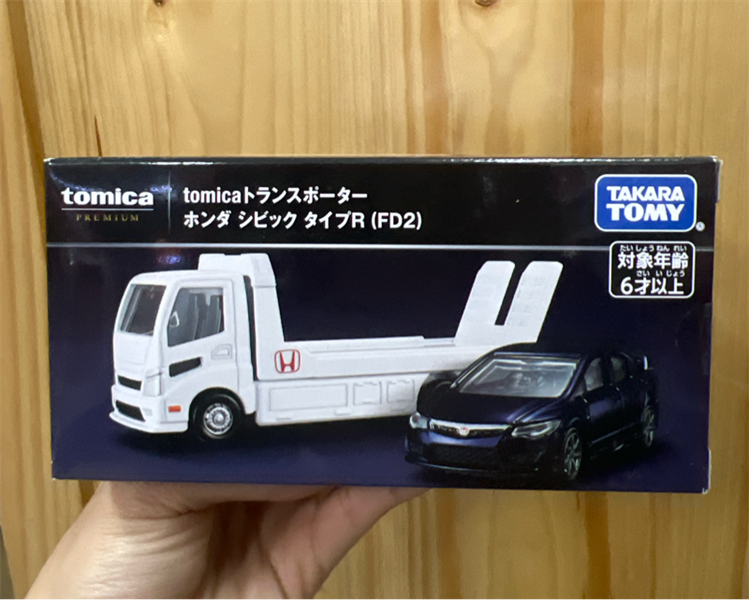 tomica
PREMIUM
tomicaトランスポーター
ホンダ シビック タイプR (FD2)
TAKARA
TOMY
®
たい しょう ねん れい
対象年齢
さい い じょう
6才以上
H